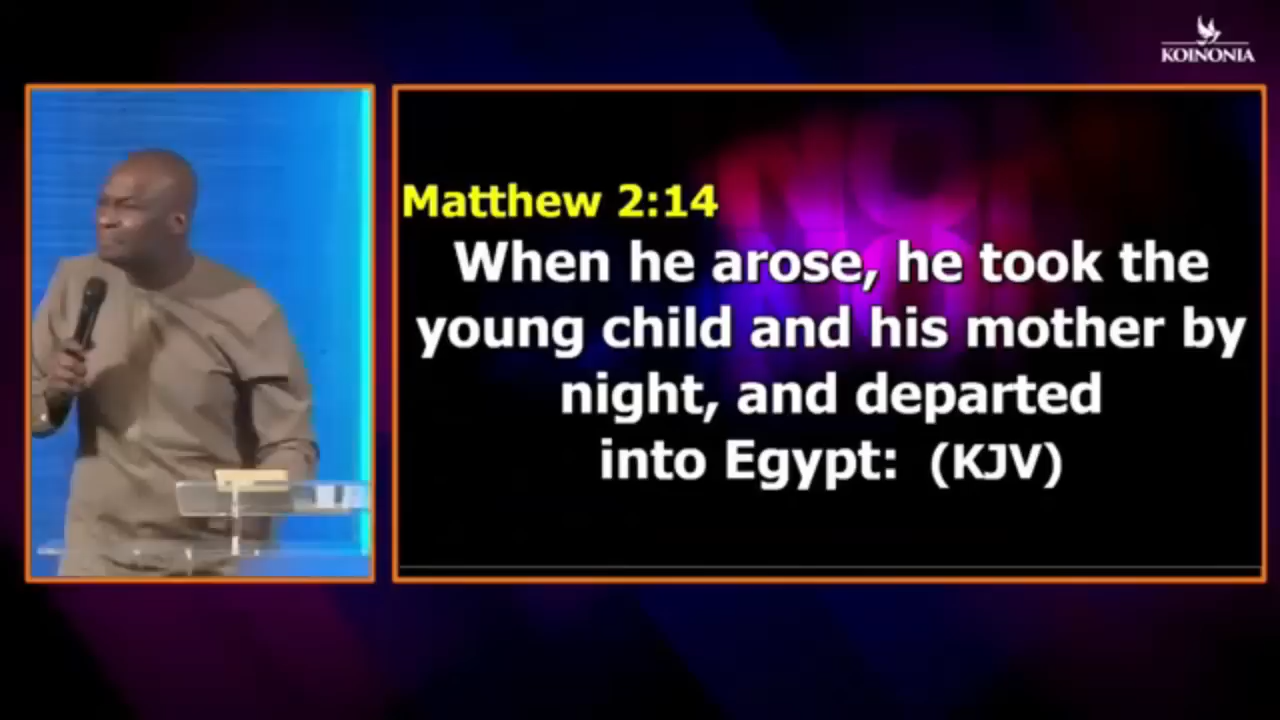 KOINONIA
Matthew 2:14
When he arose, he took the
young child and his mother by
night, and departed
into Egypt: (KJV)